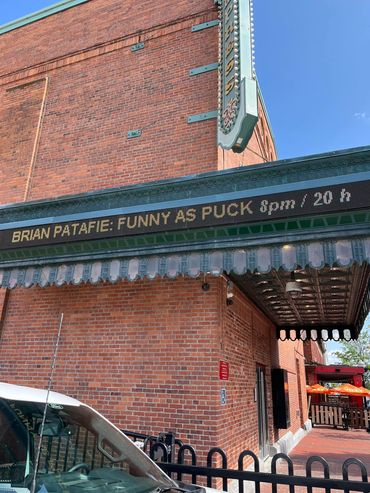 BRIAN PATAFIE: FUNNY AS PUCK 8pm / 20 h